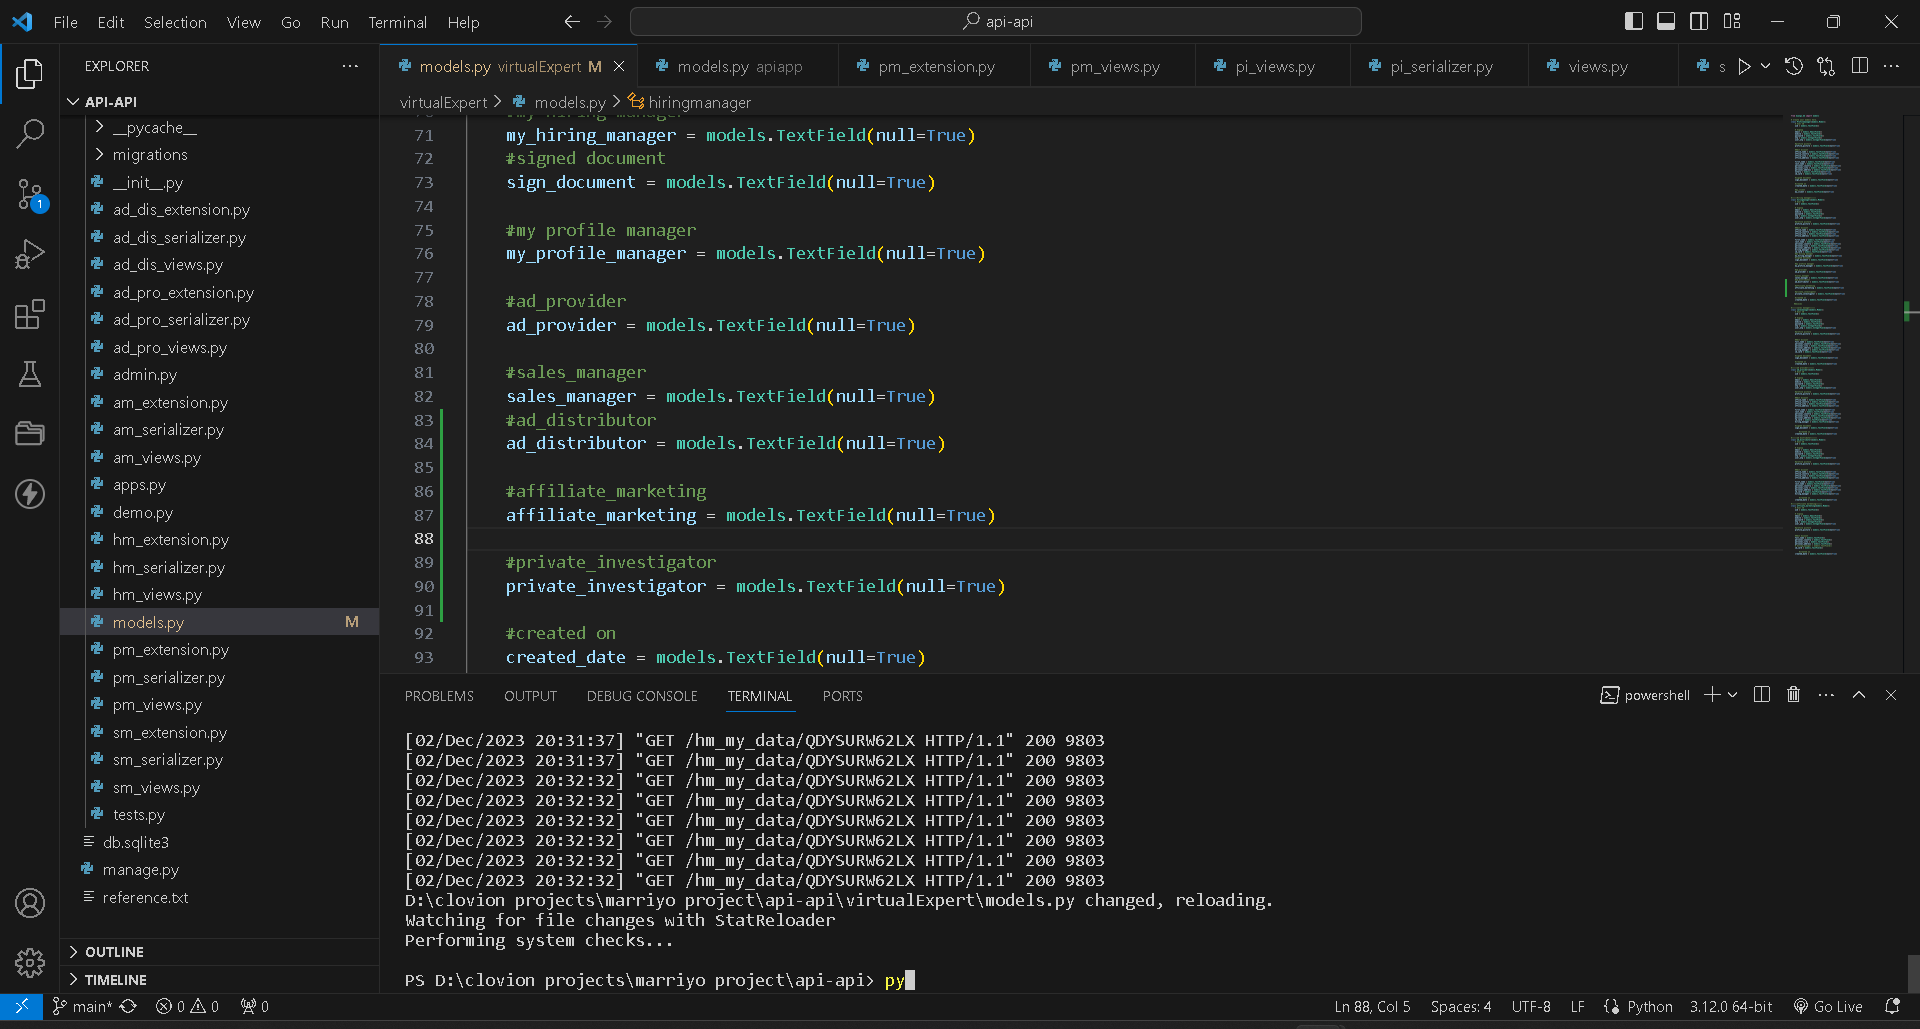 File Edit Selection View Go Run Terminal Help
api-api
EXPLORER
models.py virtualExpert M
models.py apiapp
pm_extension.py
pm_views.py
pi_views.py
pi_serializer.py
views.py
s
API-API
virtualExpert > models.py > hiringmanager
__pycache__
migrations
__init__.py
ad_dis_extension.py
ad_dis_serializer.py
ad_dis_views.py
ad_pro_extension.py
ad_pro_serializer.py
ad_pro_views.py
admin.py
am_extension.py
am_serializer.py
am_views.py
apps.py
demo.py
hm_extension.py
hm_serializer.py
hm_views.py
models.py M
pm_extension.py
pm_serializer.py
pm_views.py
sm_extension.py
sm_serializer.py
sm_views.py
tests.py
db.sqlite3
manage.py
reference.txt
OUTLINE
TIMELINE
70 #my hiring manager
71 my_hiring_manager = models.TextField(null=True)
72 #signed document
73 sign_document = models.TextField(null=True)
74
75 #my profile manager
76 my_profile_manager = models.TextField(null=True)
77
78 #ad_provider
79 ad_provider = models.TextField(null=True)
80
81 #sales_manager
82 sales_manager = models.TextField(null=True)
83 #ad_distributor
84 ad_distributor = models.TextField(null=True)
85
86 #affiliate_marketing
87 affiliate_marketing = models.TextField(null=True)
88
89 #private_investigator
90 private_investigator = models.TextField(null=True)
91
92 #created on
93 created_date = models.TextField(null=True)
PROBLEMS OUTPUT DEBUG CONSOLE TERMINAL PORTS
powershell
[02/Dec/2023 20:31:37] "GET /hm_my_data/QDYSURW62LX HTTP/1.1" 200 9803
[02/Dec/2023 20:31:37] "GET /hm_my_data/QDYSURW62LX HTTP/1.1" 200 9803
[02/Dec/2023 20:32:32] "GET /hm_my_data/QDYSURW62LX HTTP/1.1" 200 9803
[02/Dec/2023 20:32:32] "GET /hm_my_data/QDYSURW62LX HTTP/1.1" 200 9803
[02/Dec/2023 20:32:32] "GET /hm_my_data/QDYSURW62LX HTTP/1.1" 200 9803
[02/Dec/2023 20:32:32] "GET /hm_my_data/QDYSURW62LX HTTP/1.1" 200 9803
[02/Dec/2023 20:32:32] "GET /hm_my_data/QDYSURW62LX HTTP/1.1" 200 9803
[02/Dec/2023 20:32:32] "GET /hm_my_data/QDYSURW62LX HTTP/1.1" 200 9803
D:\clovion projects\marriyo project\api-api\virtualExpert\models.py changed, reloading.
Watching for file changes with StatReloader
Performing system checks...
PS D:\clovion projects\marriyo project\api-api> py
1
main* 0 0 0
Ln 88, Col 5 Spaces: 4 UTF-8 LF Python 3.12.0 64-bit Go Live